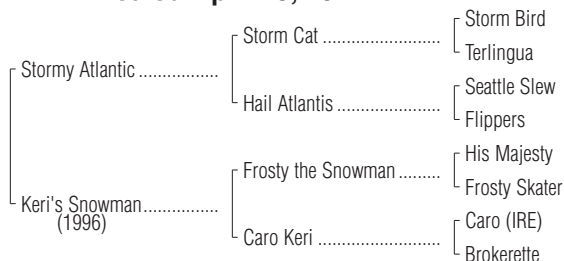 Storm Bird
Storm Cat ........................
Terlingua
Stormy Atlantic ................
Seattle Slew
Hail Atlantis .....................
Flippers
His Majesty
Frosty the Snowman .........
Frosty Skater
Keri's Snowman...............
(1996)
Caro (IRE)
Caro Keri .........................
Brokerette